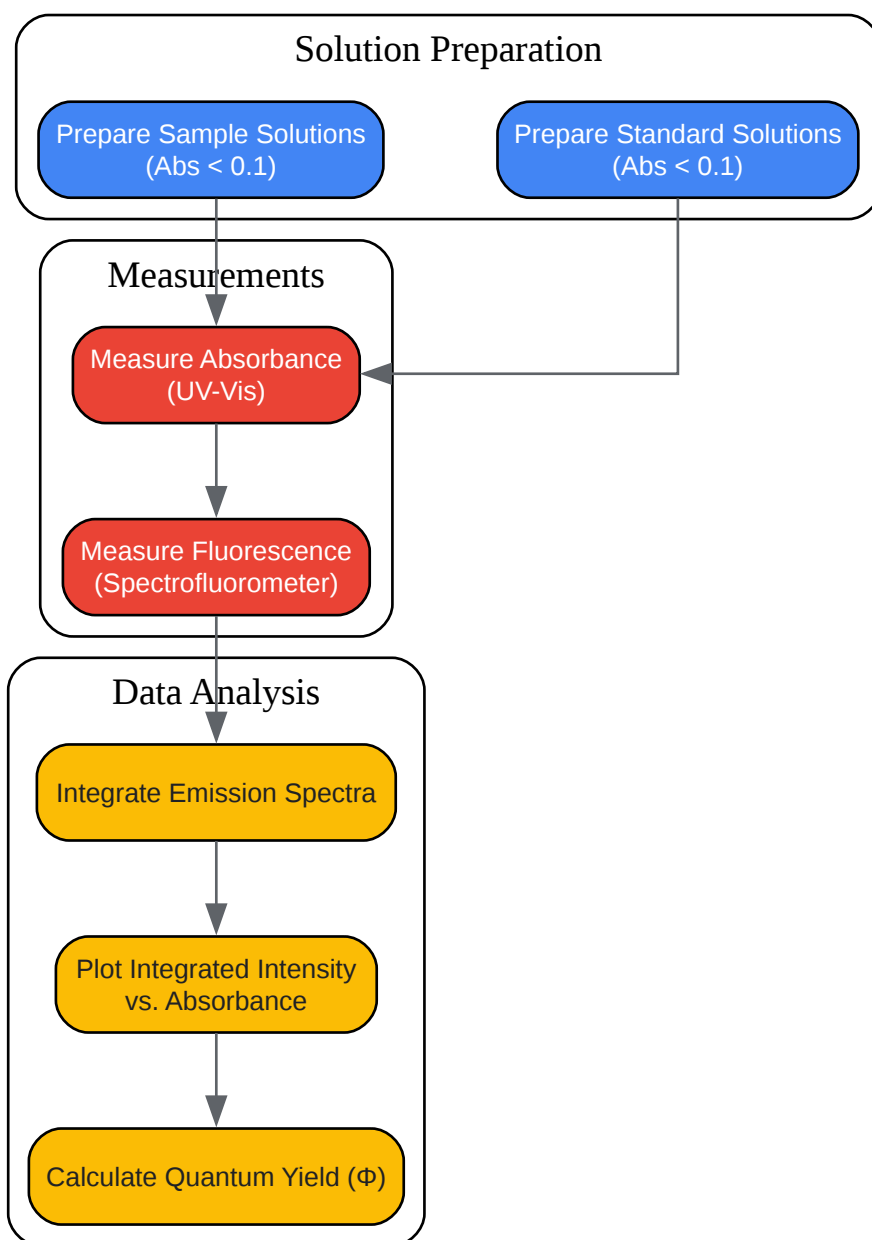 Solution Preparation
Prepare Sample Solutions
(Abs < 0.1)
Prepare Standard Solutions
(Abs < 0.1)
Measurements
Measure Absorbance
(UV-Vis)
Measure Fluorescence
(Spectrofluorometer)
Data Analysis
Integrate Emission Spectra
Plot Integrated Intensity
vs. Absorbance
Calculate Quantum Yield (Φ)